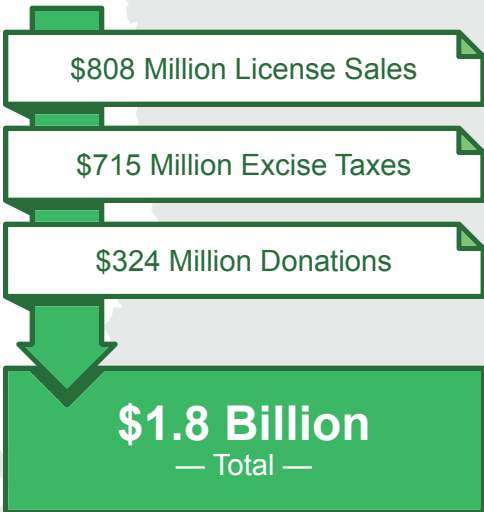 $808 Million License Sales
$715 Million Excise Taxes
$324 Million Donations
$1.8 Billion
— Total —